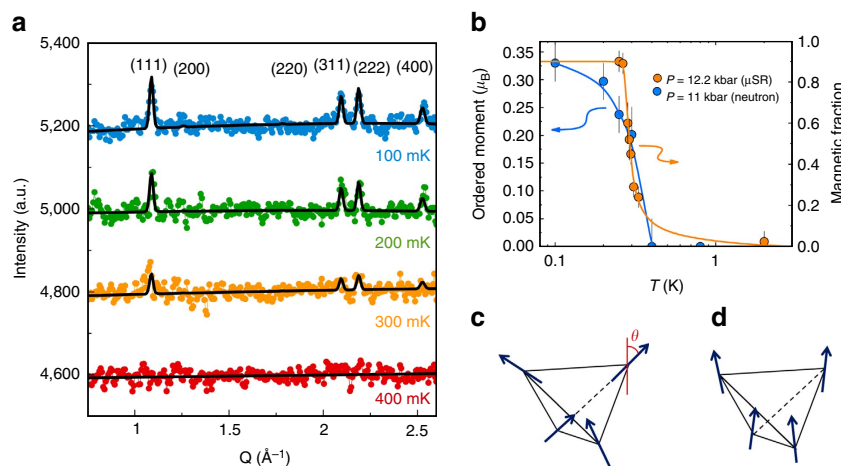 a
5,400
5,200
5,000
4,800
4,600
Intensity (a.u.)
(111) (200) (220) (311) (222) (400)
100 mK
200 mK
300 mK
400 mK
1 1.5 2 2.5
Q (Å–1)
b
0.35
0.30
0.25
0.20
0.15
0.10
0.05
0.00
Ordered moment (μB)
P = 12.2 kbar (μSR)
P = 11 kbar (neutron)
1.0
0.8
0.6
0.4
0.2
0.0
Magnetic fraction
0.1 1
T (K)
c
θ
d